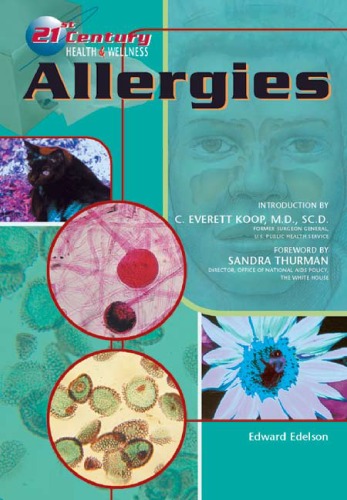 21st Century
HEALTH & WELLNESS
Allergies
INTRODUCTION BY
C. EVERETT KOOP, M.D., SC.D.
FORMER SURGEON GENERAL,
U.S. PUBLIC HEALTH SERVICE
FOREWORD BY
SANDRA THURMAN
DIRECTOR, OFFICE OF NATIONAL AIDS POLICY,
THE WHITE HOUSE
Edward Edelson